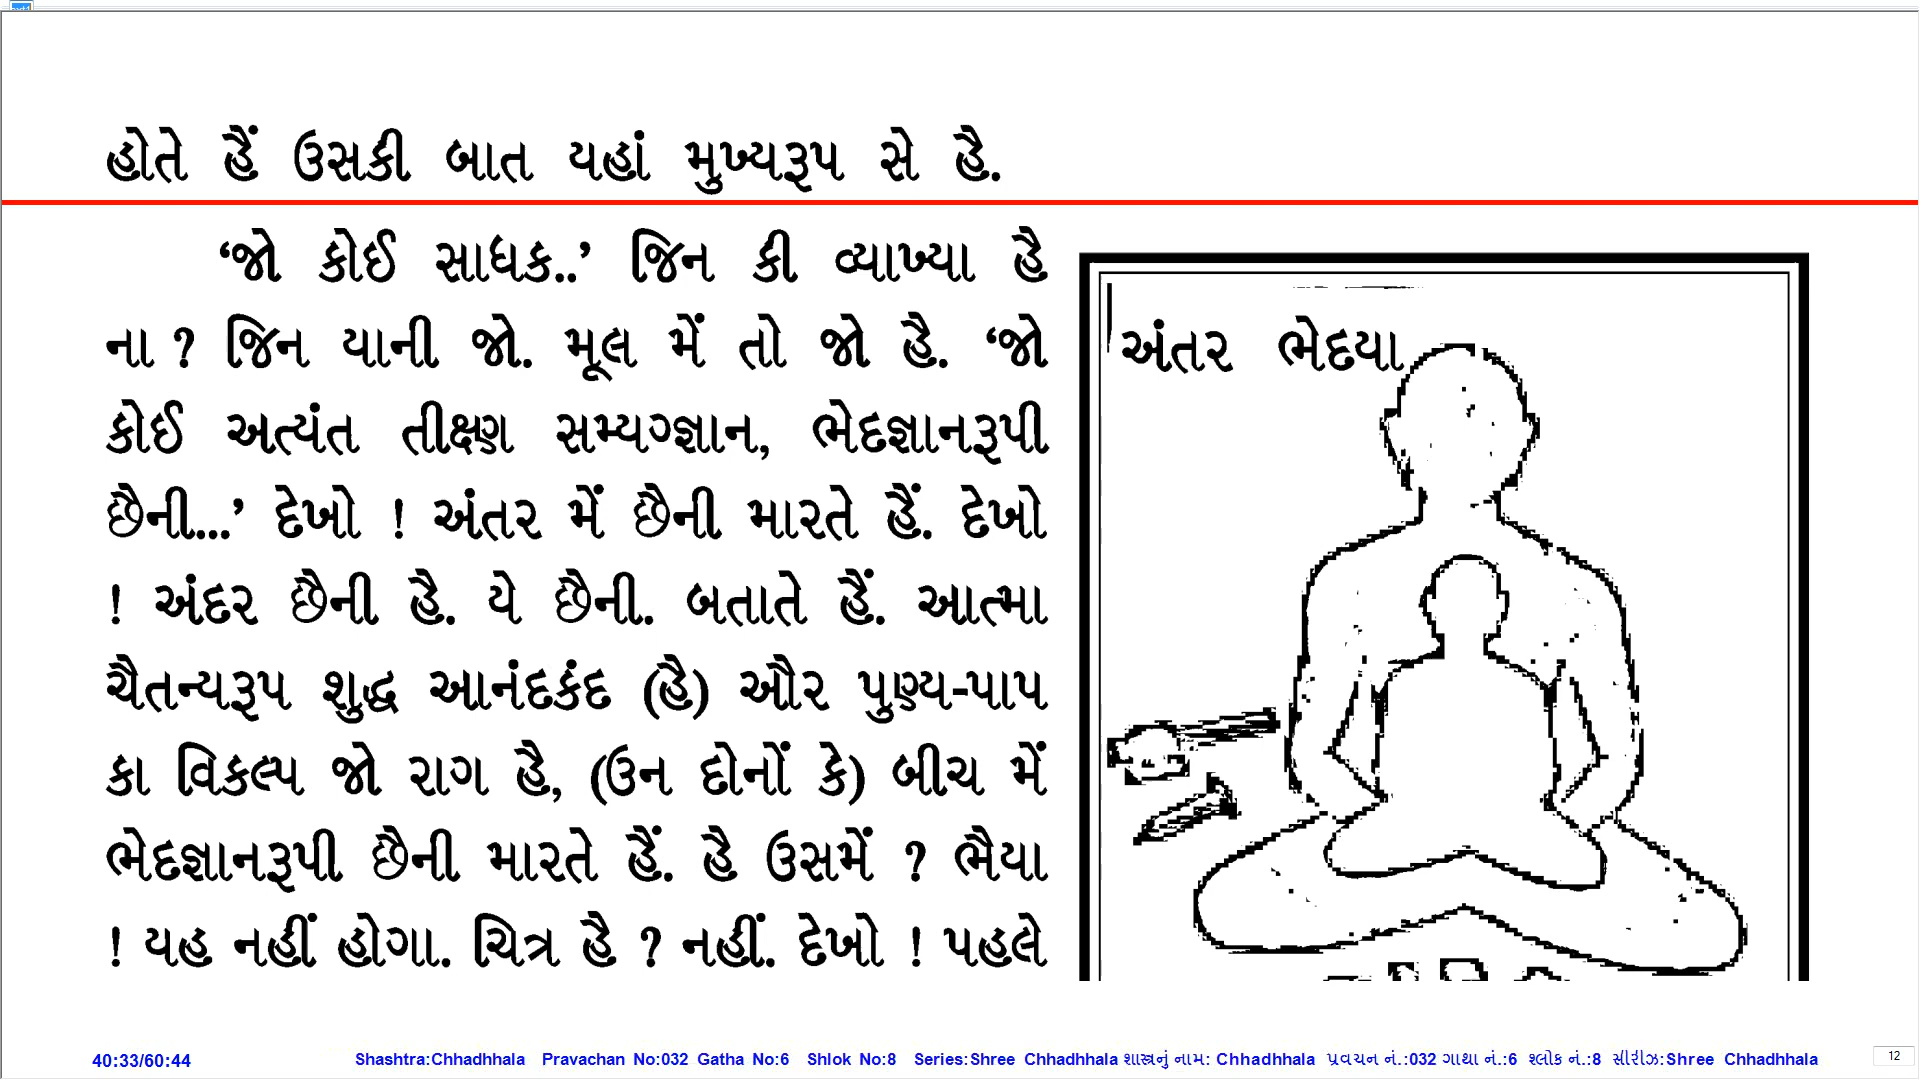 હોતે હૈં ઉસકી બાત યહાં મુખ્યરૂપ સે હૈ.
‘જો કોઈ સાધક..’ જિન કી વ્યાખ્યા હૈ
ના ? જિન યાની જો. મૂલ મેં તો જો હૈ. ‘જો
કોઈ અત્યંત તીક્ષ્ણ સમ્યગ્જ્ઞાન, ભેદજ્ઞાનરૂપી
છૈની...’ દેખો ! અંતર મેં છૈની મારતે હૈં. દેખો
! અંદર છૈની હૈ. યે છૈની. બતાતે હૈં. આત્મા
ચૈતન્યરૂપ શુદ્ધ આનંદકંદ (હૈ) ઔર પુણ્ય-પાપ
કા વિકલ્પ જો રાગ હૈ, (ઉન દોનોં કે) બીચ મેં
ભેદજ્ઞાનરૂપી છૈની મારતે હૈં. હૈ ઉસમેં ? ભૈયા
! યહ નહીં હોગા. ચિત્ર હૈ ? નહીં. દેખો ! પહલે
અંતર ભેદયા
40:33/60:44
Shashtra:Chhadhhala Pravachan No:032 Gatha No:6 Shlok No:8 Series:Shree Chhadhhala શાસ્ત્રનું નામ: Chhadhhala પ્રવચન નં.:032 ગાથા નં.:6 શ્લોક નં.:8 સીરીઝ:Shree Chhadhhala
12